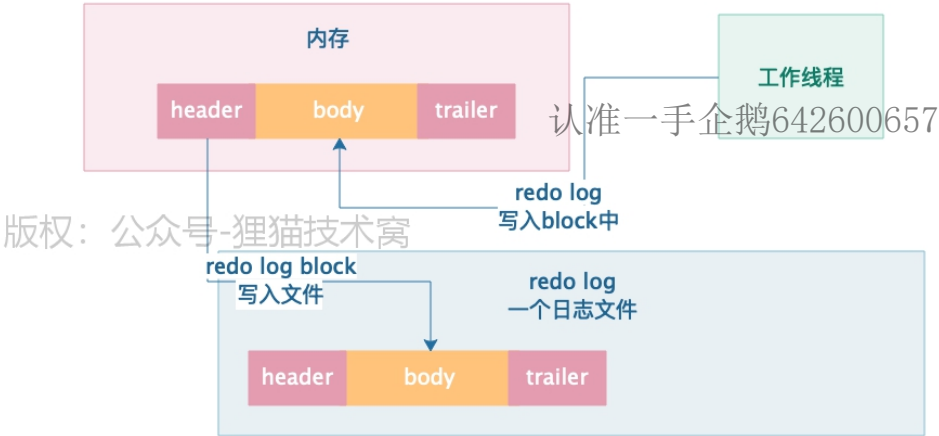 内存
工作线程
header
body
trailer
认准一手企鹅642600657
redo log
写入block中
版权：公众号-狸猫技术窝
redo log block
写入文件
redo log
一个日志文件
header
body
trailer